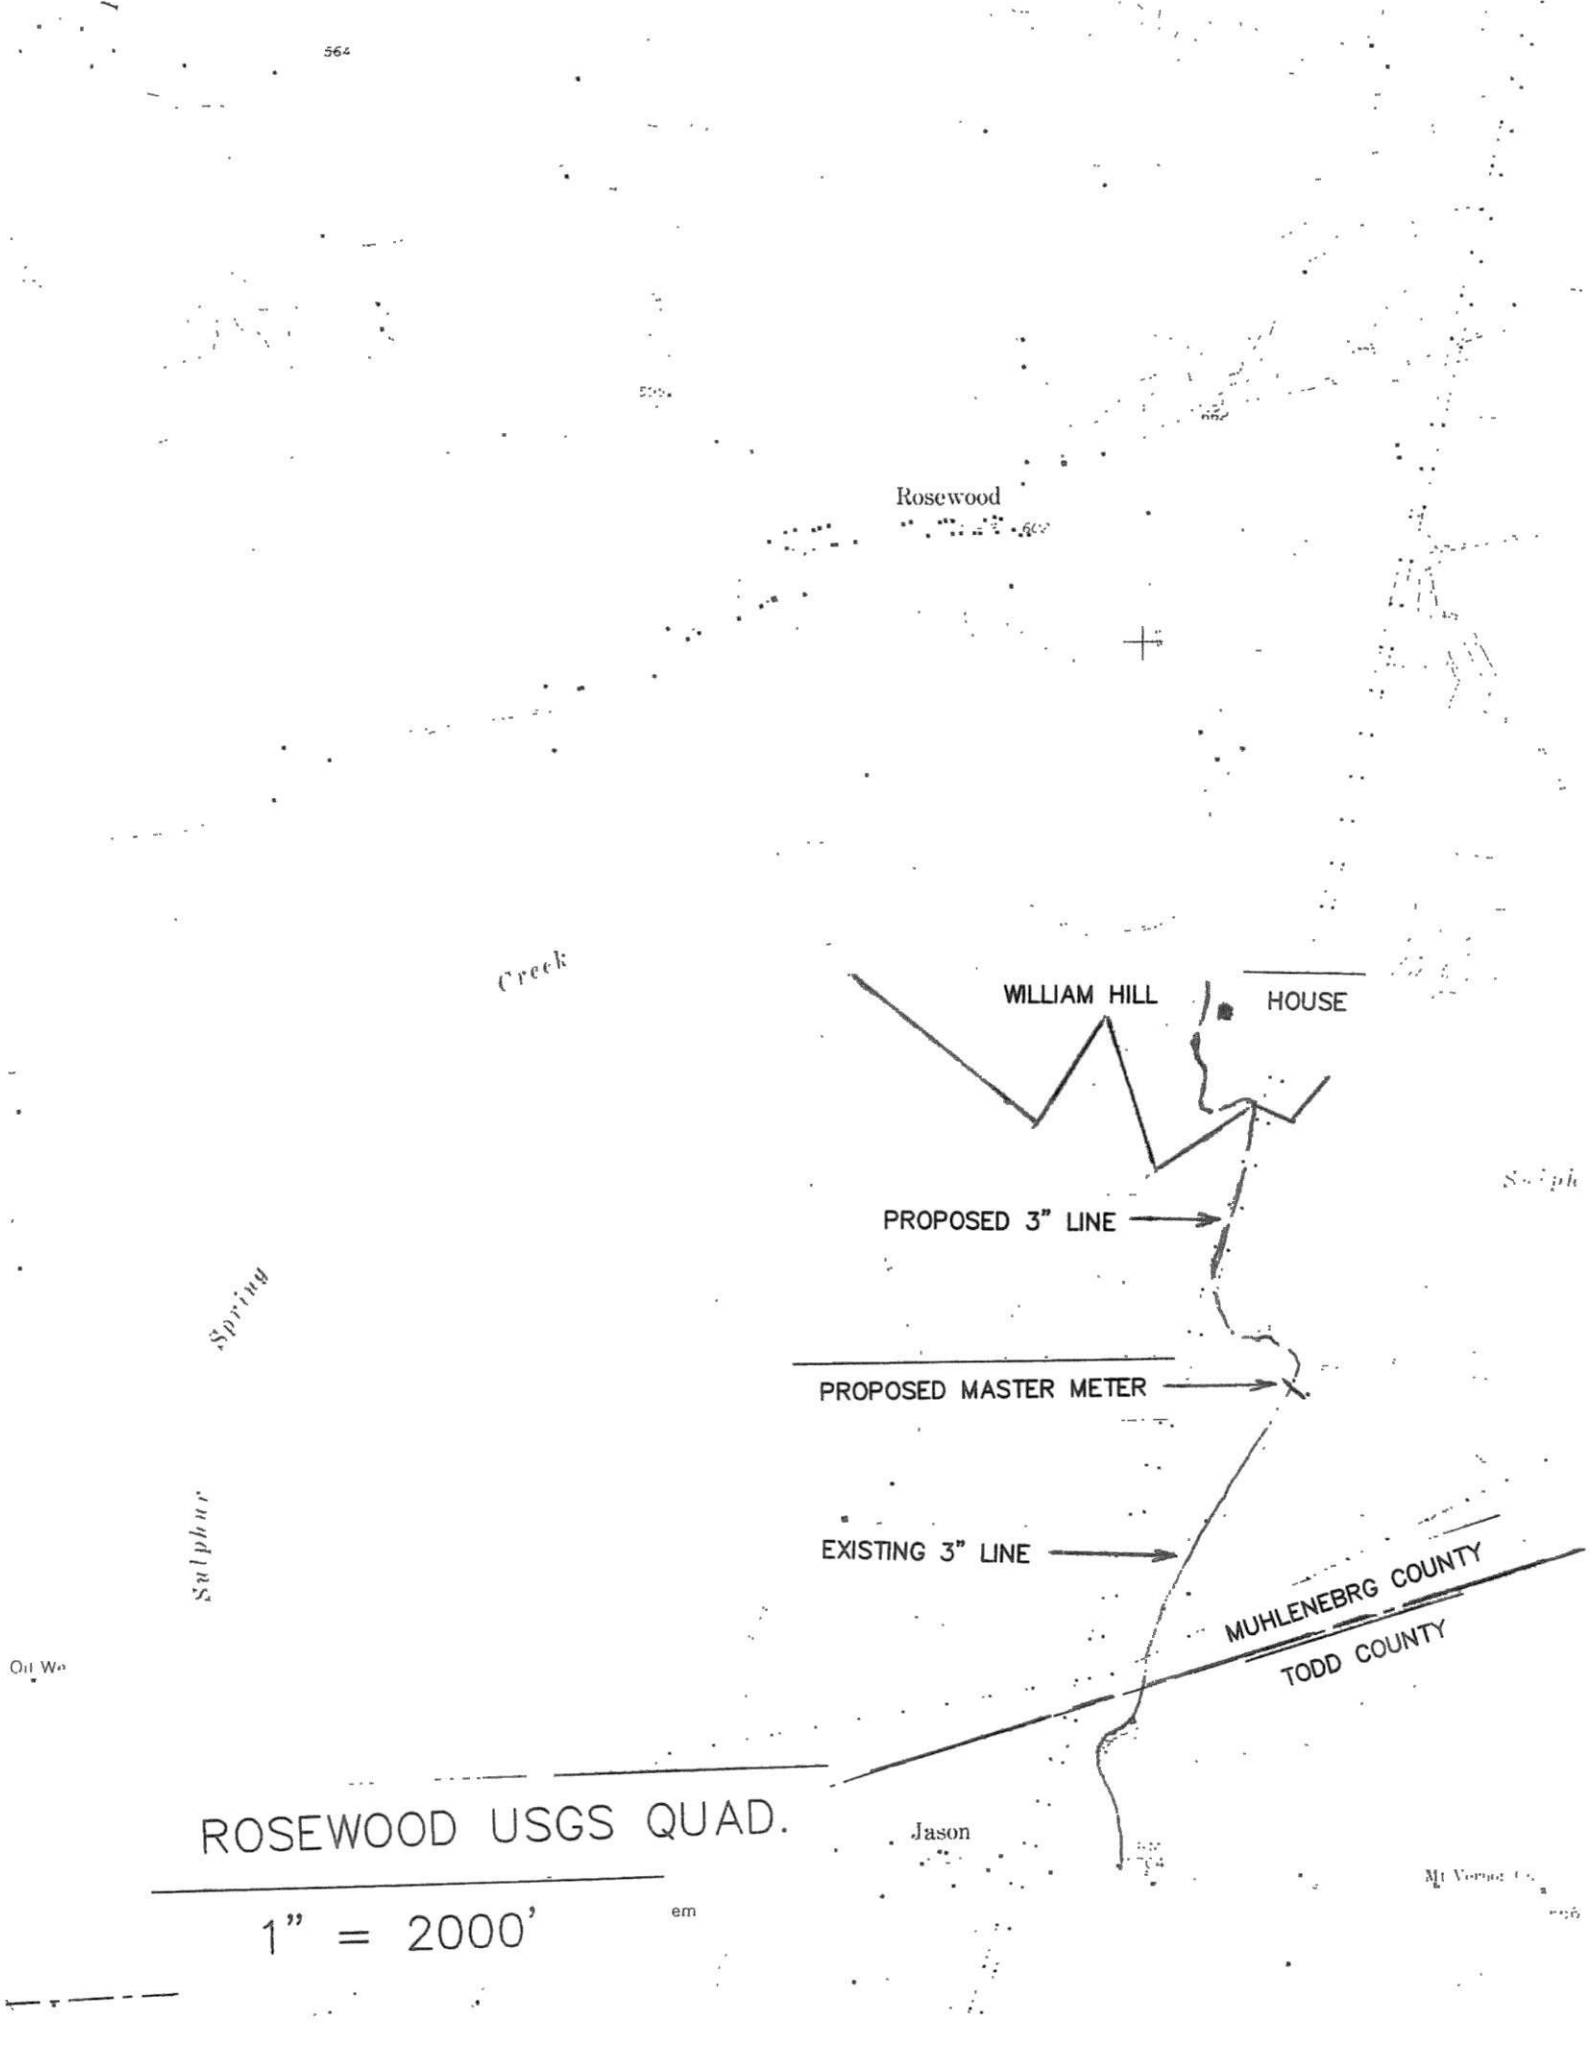 564
Rosewood
Creek
WILLIAM HILL
HOUSE
PROPOSED 3" LINE
Spring
PROPOSED MASTER METER
Sulphur
EXISTING 3" LINE
MUHLENEBRG COUNTY
TODD COUNTY
ROSEWOOD USGS QUAD.
Jason
1" = 2000'
em